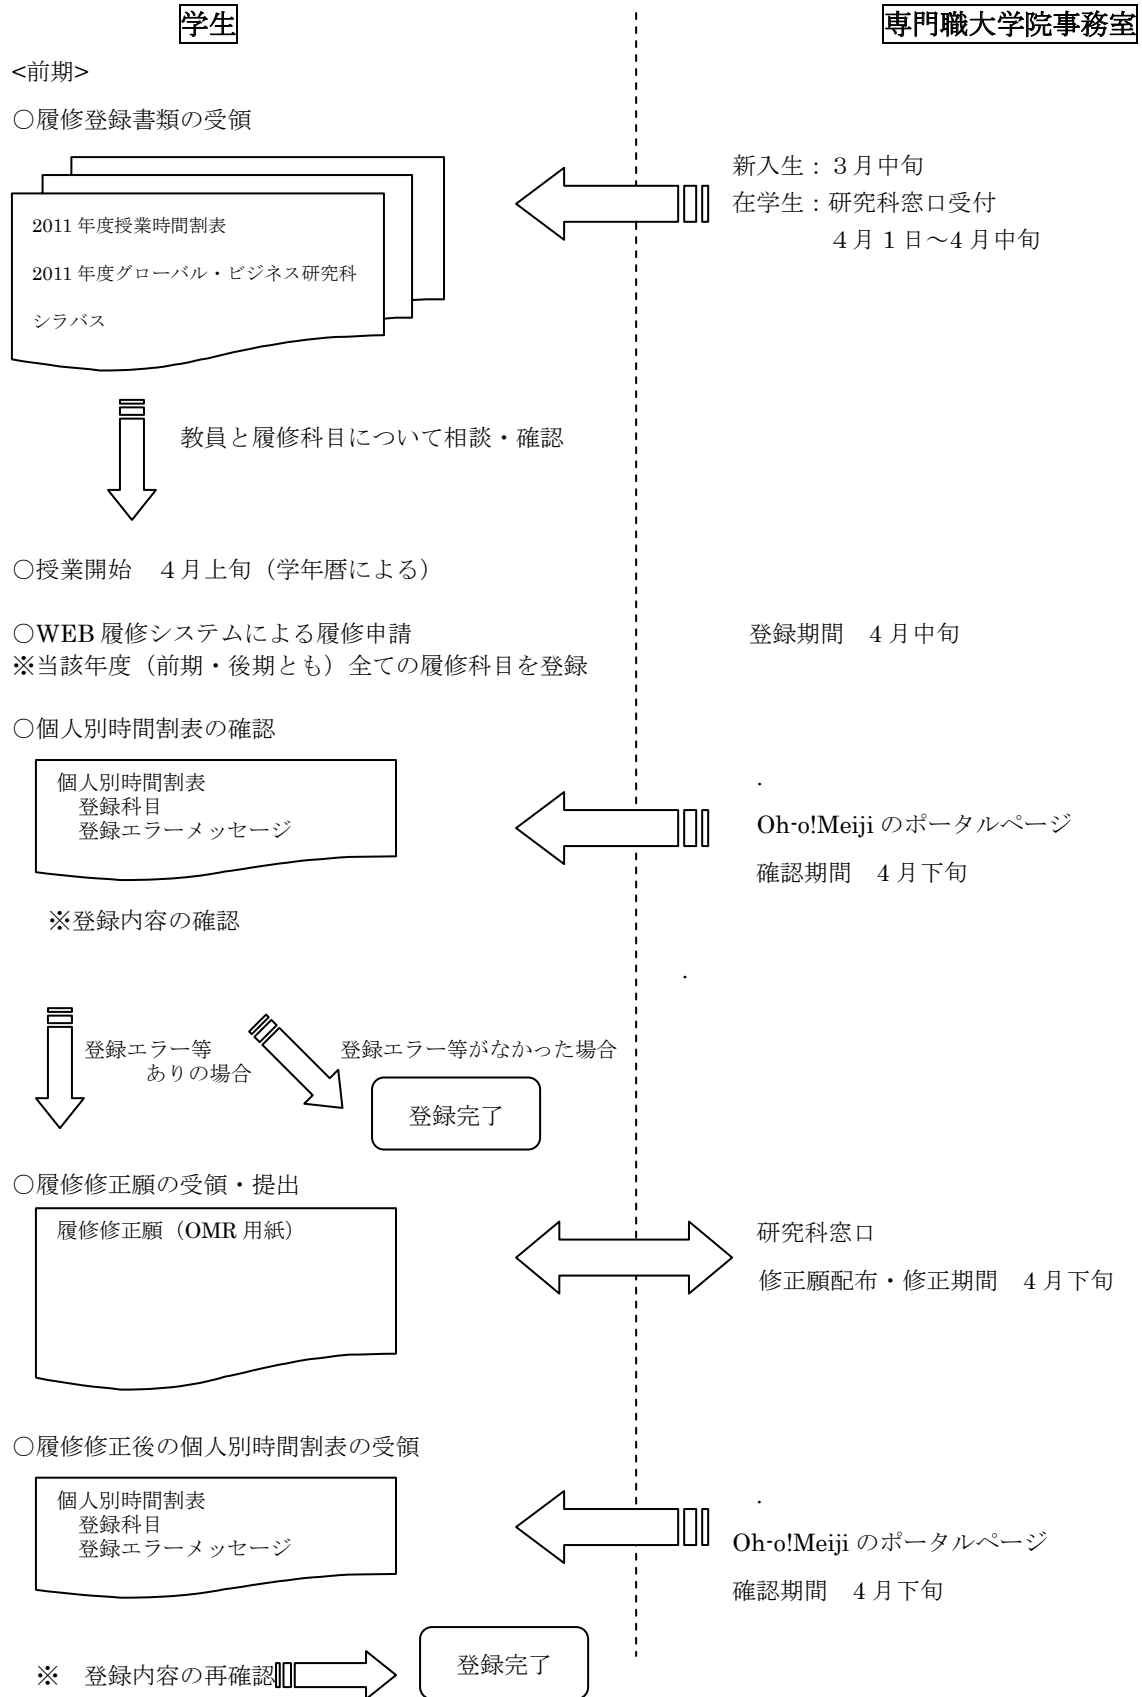 学生
専門職大学院事務室
<前期>
○履修登録書類の受領
2011 年度授業時間割表
2011 年度グローバル・ビジネス研究科
シラバス
新入生：３月中旬
在学生：研究科窓口受付
４月１日～４月中旬
教員と履修科目について相談・確認
○授業開始　４月上旬（学年暦による）
○WEB 履修システムによる履修申請
登録期間　４月中旬
※当該年度（前期・後期とも）全ての履修科目を登録
○個人別時間割表の確認
個人別時間割表
登録科目
登録エラーメッセージ
.
Oh-o!Meiji のポータルページ
確認期間　４月下旬
※登録内容の確認
.
登録エラー等
ありの場合
登録エラー等がなかった場合
登録完了
○履修修正願の受領・提出
履修修正願（OMR 用紙）
研究科窓口
修正願配布・修正期間　４月下旬
○履修修正後の個人別時間割表の受領
個人別時間割表
登録科目
登録エラーメッセージ
.
Oh-o!Meiji のポータルページ
確認期間　４月下旬
※　登録内容の再確認
登録完了